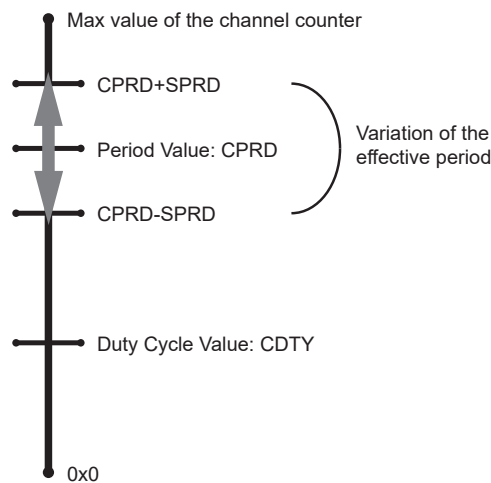 Max value of the channel counter
CPRD+SPRD
Period Value: CPRD
Variation of the
effective period
CPRD-SPRD
Duty Cycle Value: CDTY
0x0